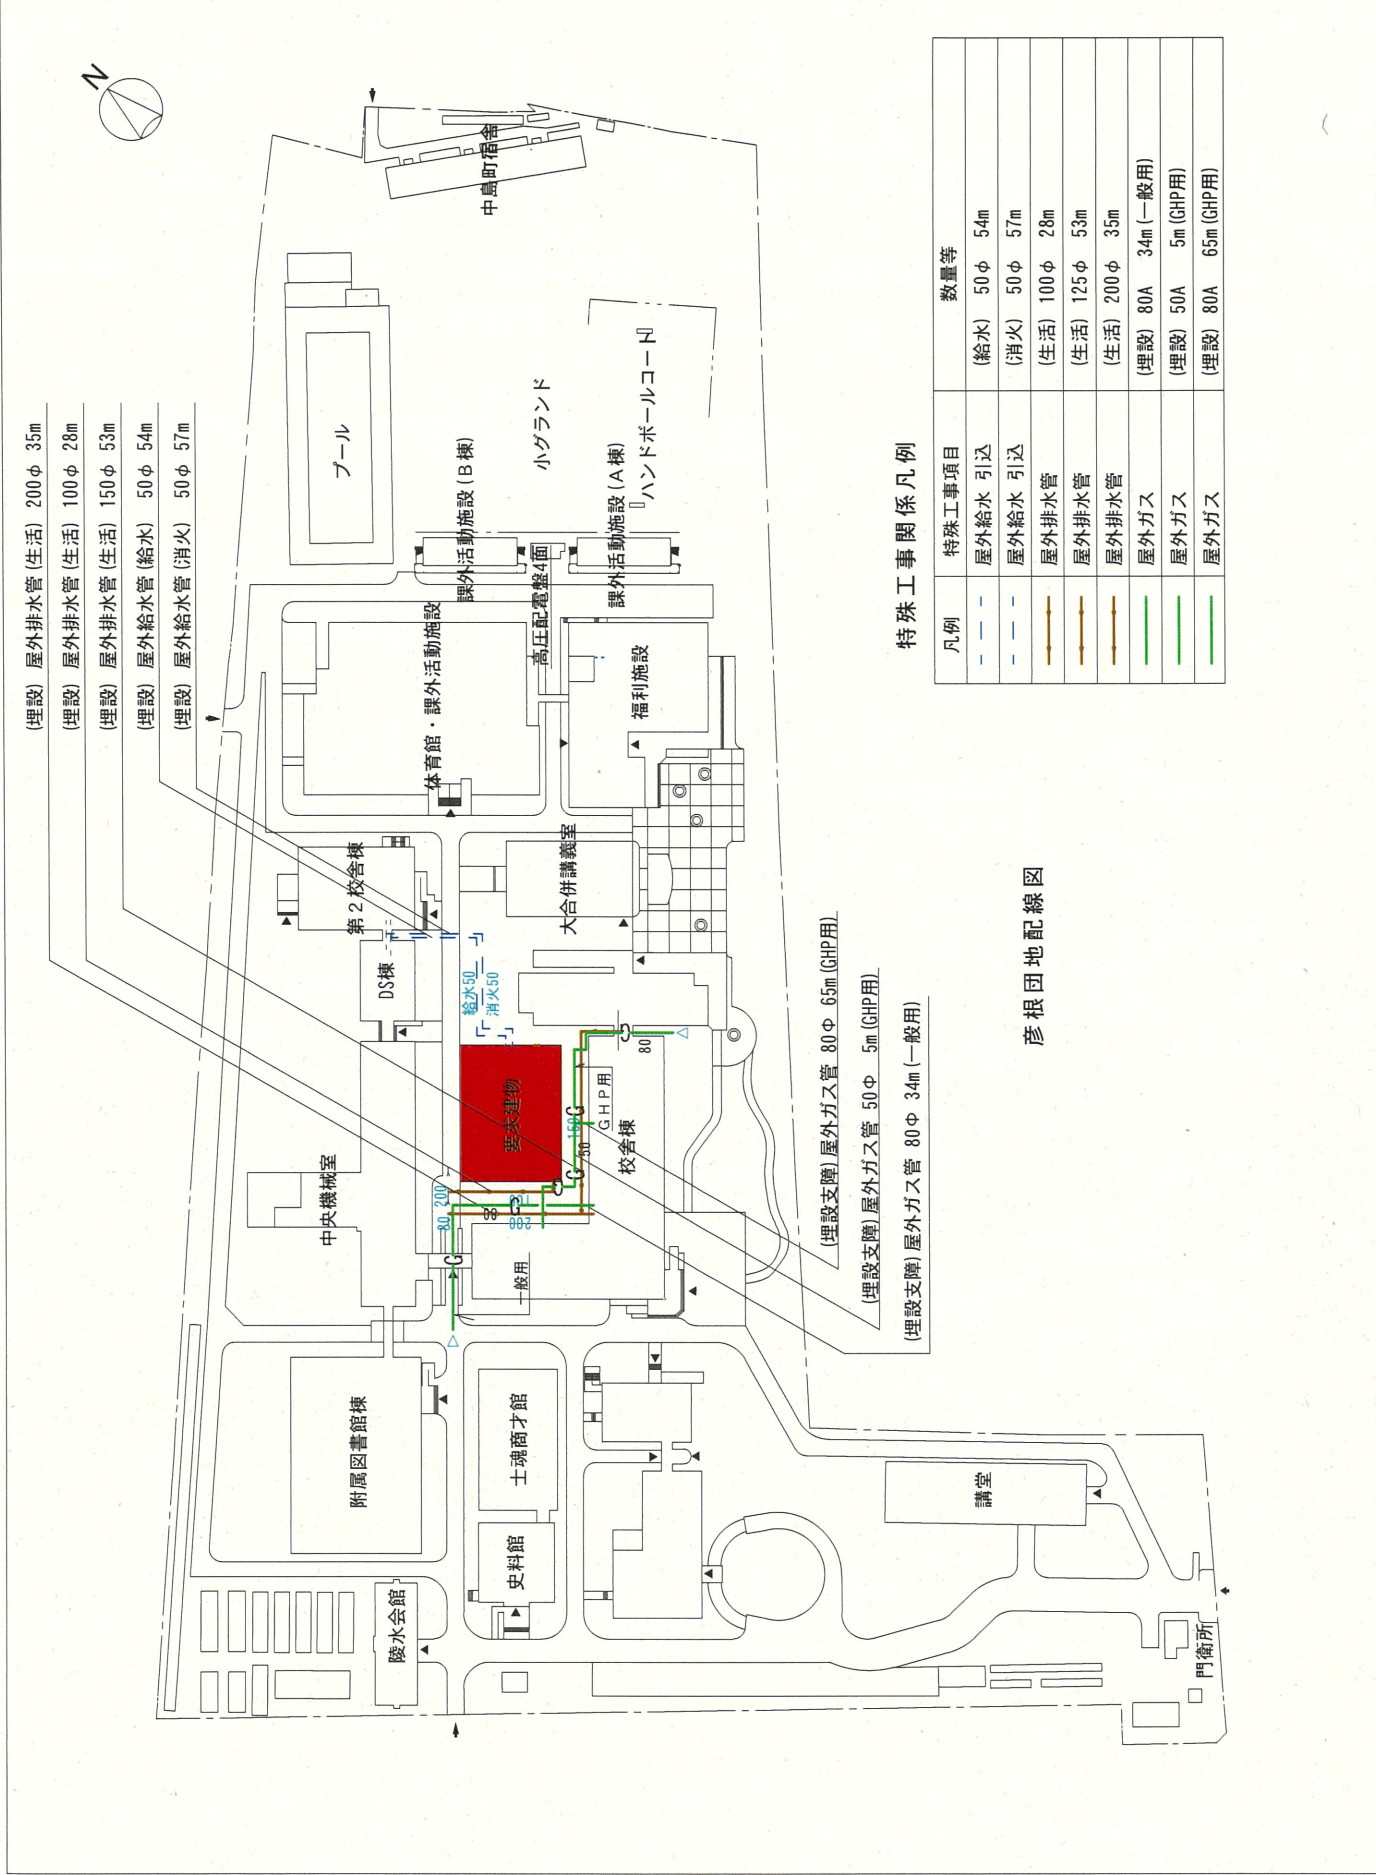 N
(埋設) 屋外排水管 (生活) 200φ 35m
(埋設) 屋外排水管 (生活) 100φ 28m
(埋設) 屋外排水管 (生活) 150φ 53m
(埋設) 屋外給水管 (給水) 50φ 54m
(埋設) 屋外給水管 (消火) 50φ 57m
中島町宿舎
プール
小グランド
ハンドボールコート
課外活動施設 (B棟)
高圧配電盤4面
課外活動施設 (A棟)
体育館・課外活動施設
福利施設
第2校舎棟
大合併講義室
DS棟
給水50
消火50
要求建物
中央機械室
校舎棟
GHP用
一般用
80
150
50
200
80
80
200
G
G
G
附属図書館棟
士魂商才館
史料館
陵水会館
講堂
門衛所
(埋設支障) 屋外ガス管 80Φ 65m (GHP用)
(埋設支障) 屋外ガス管 50Φ 5m (GHP用)
(埋設支障) 屋外ガス管 80Φ 34m (一般用)
彦根団地配線図
特殊工事関係凡例
凡例 特殊工事項目 数量等
屋外給水 引込 (給水) 50φ 54m
屋外給水 引込 (消火) 50φ 57m
屋外排水管 (生活) 100φ 28m
屋外排水管 (生活) 125φ 53m
屋外排水管 (生活) 200φ 35m
屋外ガス (埋設) 80A 34m (一般用)
屋外ガス (埋設) 50A 5m (GHP用)
屋外ガス (埋設) 80A 65m (GHP用)